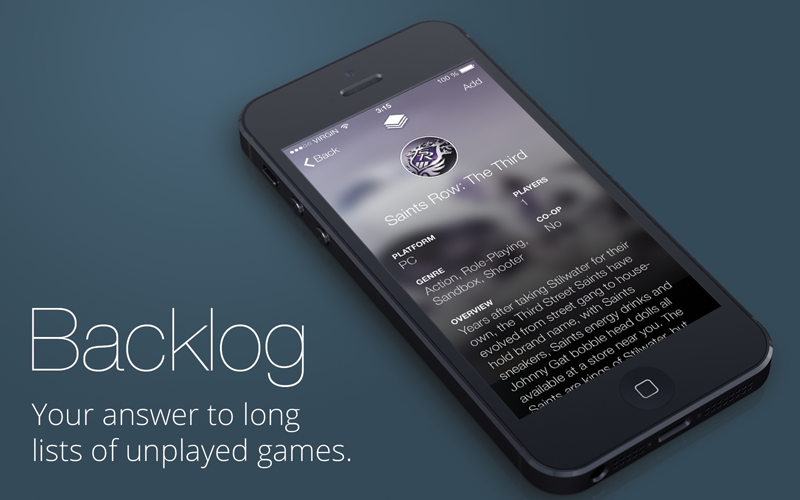 VIRGIN
3:15
100 %
Back
Add
Saints Row: The Third
PLATFORM
PC
PLAYERS
1
GENRE
Action, Role-Playing,
Sandbox, Shooter
CO-OP
No
OVERVIEW
Years after taking Stilwater for their
own, the Third Street Saints have
evolved from street gang to house-
hold brand name, with Saints
sneakers, Saints energy drinks and
Johnny Gat bobble head dolls all
available at a store near you. The
Saints are kings of Stilwater, but
Backlog
Your answer to long
lists of unplayed games.